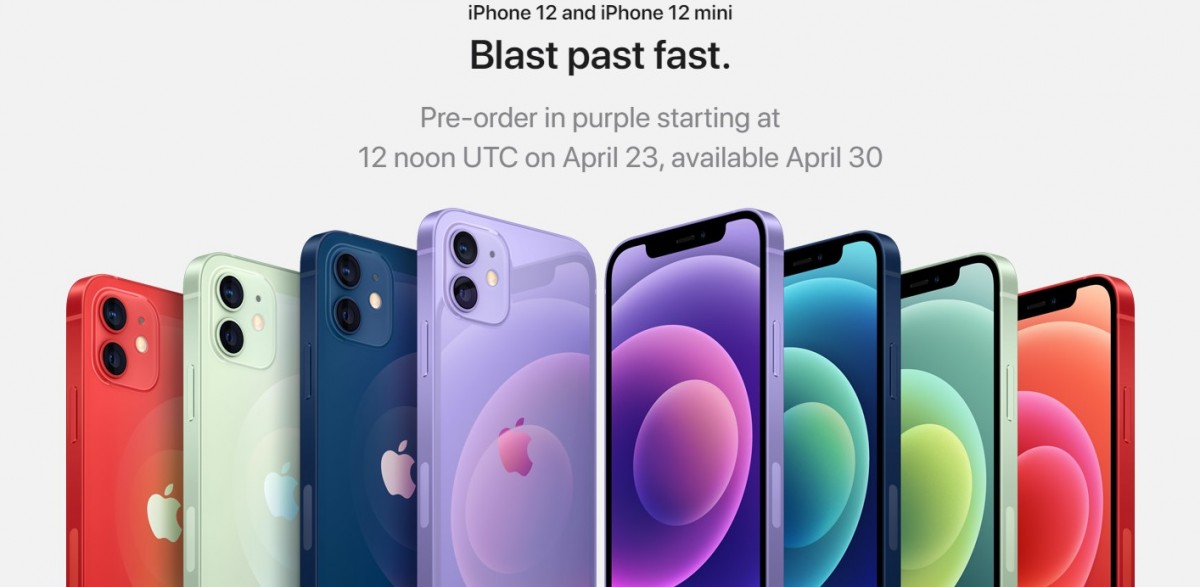 iPhone 12 and iPhone 12 mini
Blast past fast.
Pre-order in purple starting at
12 noon UTC on April 23, available April 30